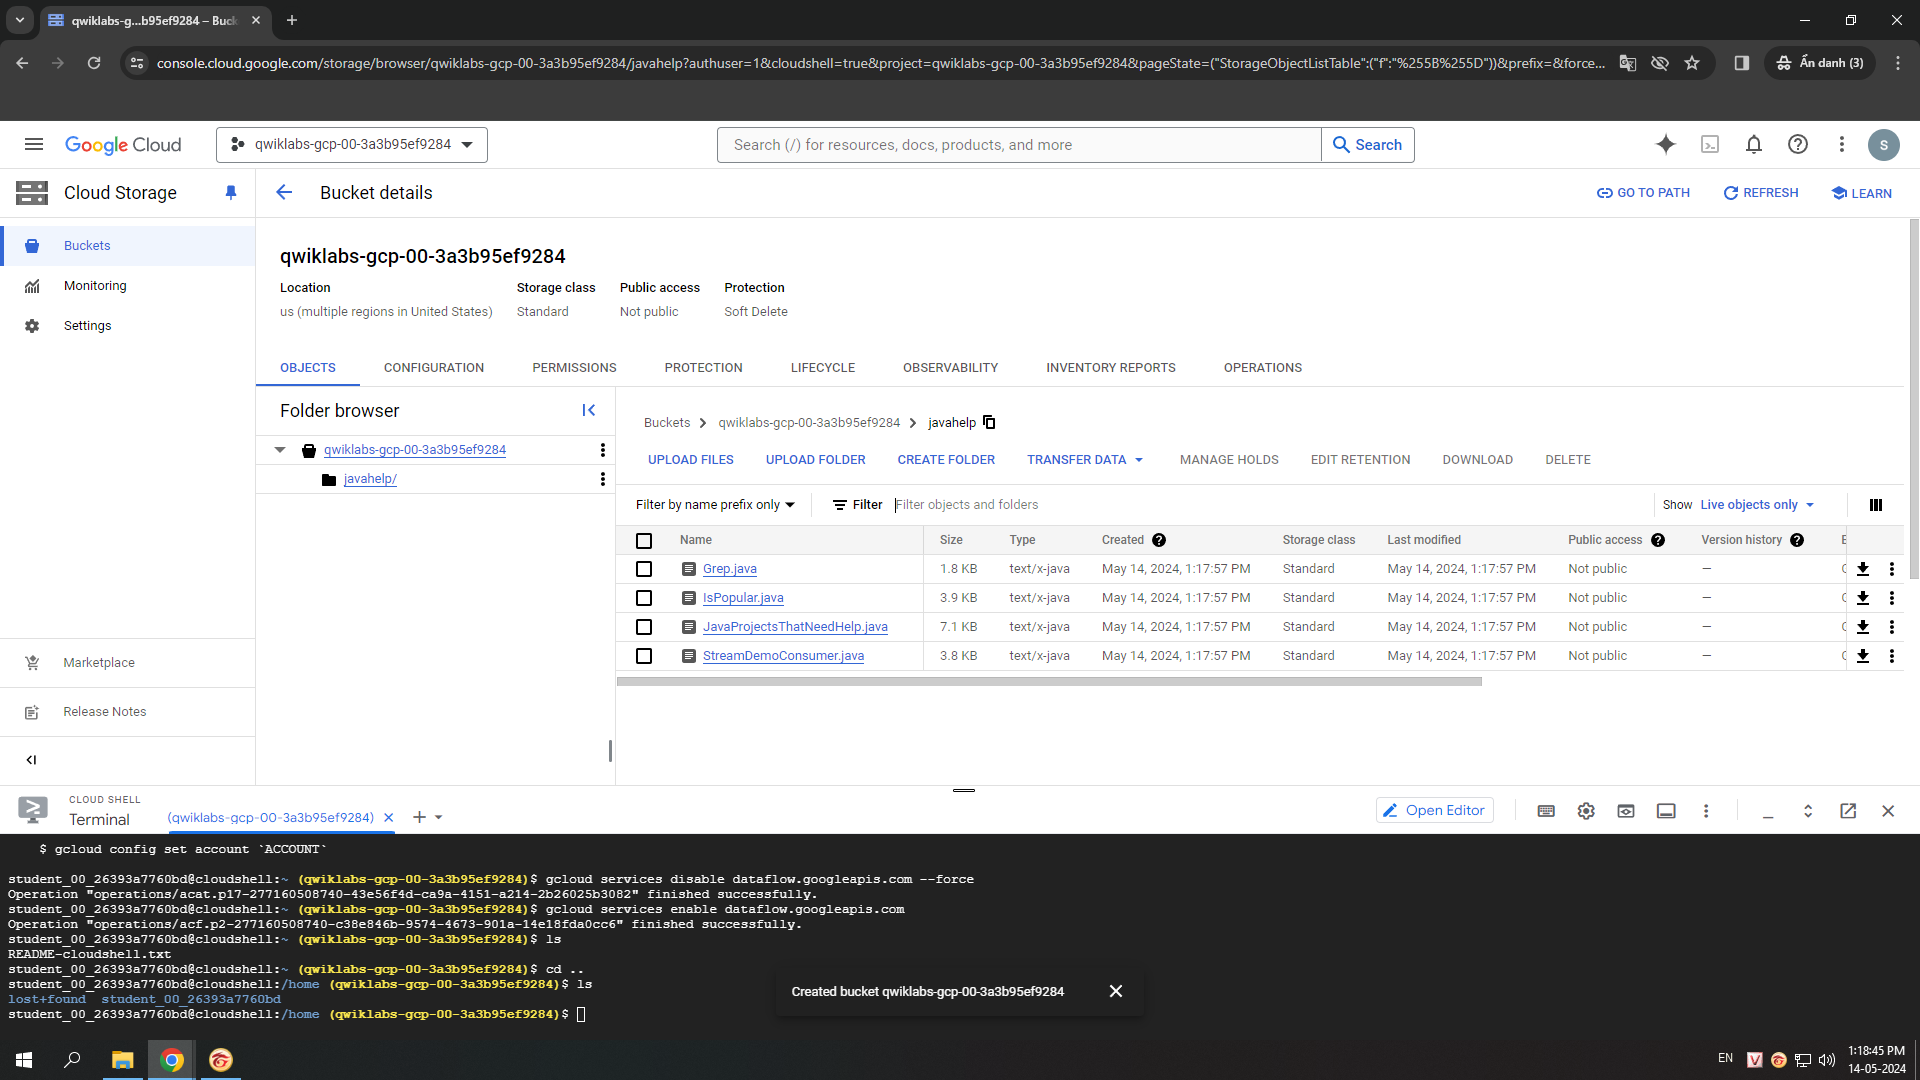 qwiklabs-g...b95ef9284 – Buck
console.cloud.google.com/storage/browser/qwiklabs-gcp-00-3a3b95ef9284/javahelp?authuser=1&cloudshell=true&project=qwiklabs-gcp-00-3a3b95ef9284&pageState=("StorageObjectListTable":("f":"%255B%255D"))&prefix=&force...
Ẩn danh (3)
Google Cloud
qwiklabs-gcp-00-3a3b95ef9284
Search (/) for resources, docs, products, and more
Search
S
Cloud Storage
Bucket details
GO TO PATH
REFRESH
LEARN
Buckets
Monitoring
Settings
Marketplace
Release Notes
qwiklabs-gcp-00-3a3b95ef9284
Location Storage class Public access Protection
us (multiple regions in United States) Standard Not public Soft Delete
OBJECTS CONFIGURATION PERMISSIONS PROTECTION LIFECYCLE OBSERVABILITY INVENTORY REPORTS OPERATIONS
Folder browser
qwiklabs-gcp-00-3a3b95ef9284
javahelp/
Buckets qwiklabs-gcp-00-3a3b95ef9284 javahelp
UPLOAD FILES UPLOAD FOLDER CREATE FOLDER TRANSFER DATA MANAGE HOLDS EDIT RETENTION DOWNLOAD DELETE
Filter by name prefix only Filter Filter objects and folders Show Live objects only
Name Size Type Created Storage class Last modified Public access Version history
Grep.java 1.8 KB text/x-java May 14, 2024, 1:17:57 PM Standard May 14, 2024, 1:17:57 PM Not public —
IsPopular.java 3.9 KB text/x-java May 14, 2024, 1:17:57 PM Standard May 14, 2024, 1:17:57 PM Not public —
JavaProjectsThatNeedHelp.java 7.1 KB text/x-java May 14, 2024, 1:17:57 PM Standard May 14, 2024, 1:17:57 PM Not public —
StreamDemoConsumer.java 3.8 KB text/x-java May 14, 2024, 1:17:57 PM Standard May 14, 2024, 1:17:57 PM Not public —
CLOUD SHELL
Terminal
(qwiklabs-gcp-00-3a3b95ef9284)
Open Editor
$ gcloud config set account `ACCOUNT`
student_00_26393a7760bd@cloudshell:~ (qwiklabs-gcp-00-3a3b95ef9284)$ gcloud services disable dataflow.googleapis.com --force
Operation "operations/acat.p17-277160508740-43e56f4d-ca9a-4151-a214-2b26025b3082" finished successfully.
student_00_26393a7760bd@cloudshell:~ (qwiklabs-gcp-00-3a3b95ef9284)$ gcloud services enable dataflow.googleapis.com
Operation "operations/acf.p2-277160508740-c38e846b-9574-4673-901a-14e18fda0cc6" finished successfully.
student_00_26393a7760bd@cloudshell:~ (qwiklabs-gcp-00-3a3b95ef9284)$ ls
README-cloudshell.txt
student_00_26393a7760bd@cloudshell:~ (qwiklabs-gcp-00-3a3b95ef9284)$ cd ..
student_00_26393a7760bd@cloudshell:/home (qwiklabs-gcp-00-3a3b95ef9284)$ ls
lost+found student_00_26393a7760bd
student_00_26393a7760bd@cloudshell:/home (qwiklabs-gcp-00-3a3b95ef9284)$
Created bucket qwiklabs-gcp-00-3a3b95ef9284
EN
1:18:45 PM
14-05-2024